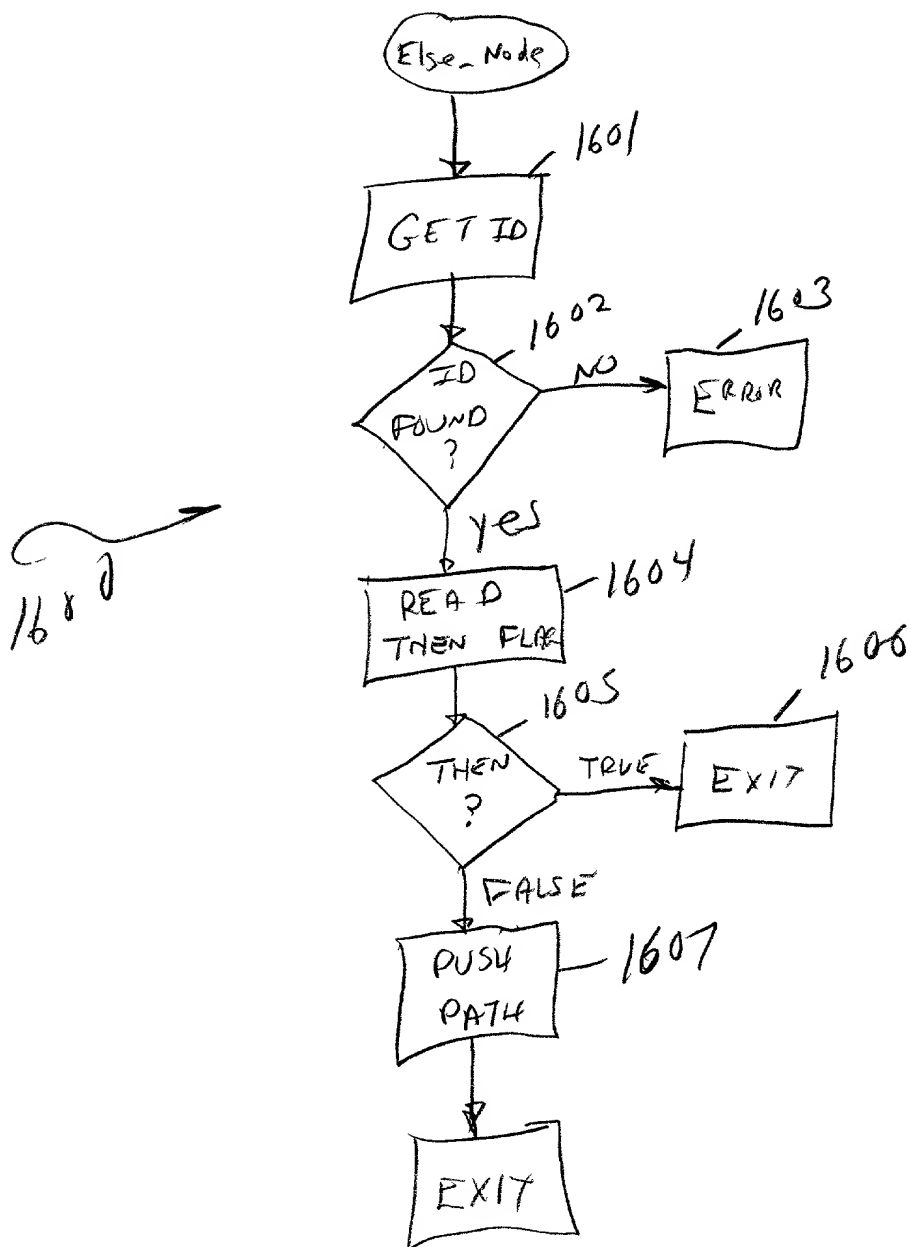 Else_Node
1601
GET ID
1602
1603
ID
FOUND
?
NO
ERROR
yes
1600
1604
READ
THEN FLAG
1605
1606
THEN
?
TRUE
EXIT
FALSE
PUSH
PATH
1607
EXIT